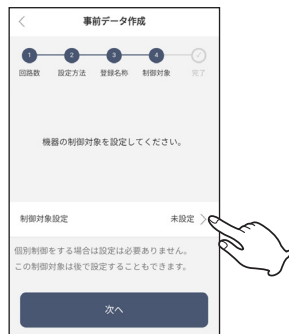 事前データ作成
1 2 3 4
回路数 設定方法 登録名称 制御対象 完了
機器の制御対象を設定してください。
制御対象設定 未設定
個別制御をする場合は設定は必要ありません。
この制御対象は後で設定することもできます。
次へ